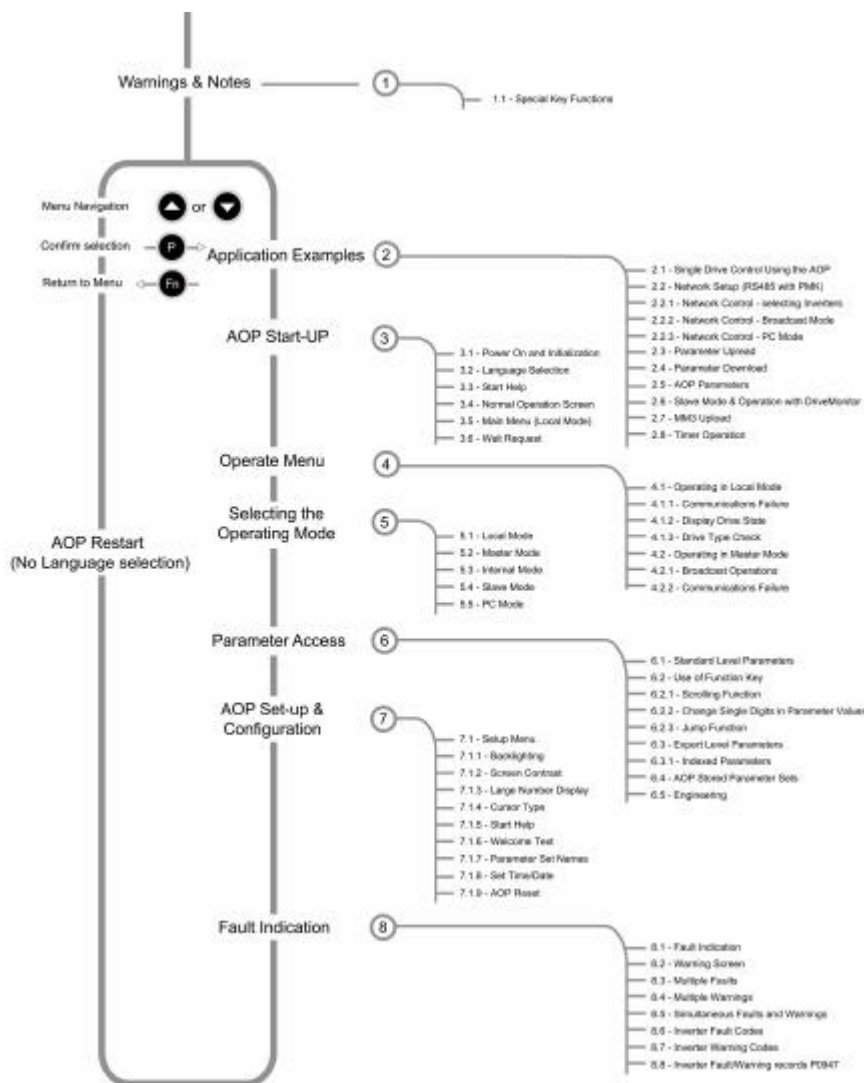 Warnings & Notes
1
1.1 - Special Key Functions
Menu Navigation
or
Confirm selection
P
Return to Menu
Fn
Application Examples
2
2.1 - Single Drive Control Using the AOP
2.2 - Network Setup (RS485 with PMK)
2.2.1 - Network Control - selecting Inverters
2.2.2 - Network Control - Broadcast Mode
2.2.3 - Network Control - PC Mode
2.3 - Parameter Upread
2.4 - Parameter Download
2.5 - AOP Parameters
2.6 - Slave Mode & Operation with DriveMonitor
2.7 - MM3 Upload
2.8 - Timer Operation
AOP Start-UP
3
3.1 - Power On and Initialization
3.2 - Language Selection
3.3 - Start Help
3.4 - Normal Operation Screen
3.5 - Main Menu (Local Mode)
3.6 - Wait Request
Operate Menu
4
4.1 - Operating in Local Mode
4.1.1 - Communications Failure
4.1.2 - Display Drive State
4.1.3 - Drive Type Check
4.2 - Operating in Master Mode
4.2.1 - Broadcast Operations
4.2.2 - Communications Failure
Selecting the
Operating Mode
5
5.1 - Local Mode
5.2 - Master Mode
5.3 - Internal Mode
5.4 - Slave Mode
5.5 - PC Mode
AOP Restart
(No Language selection)
Parameter Access
6
6.1 - Standard Level Parameters
6.2 - Use of Function Key
6.2.1 - Scrolling Function
6.2.2 - Change Single Digits in Parameter Values
6.2.3 - Jump Function
6.3 - Expert Level Parameters
6.3.1 - Indexed Parameters
6.4 - AOP Stored Parameter Sets
6.5 - Engineering
AOP Set-up &
Configuration
7
7.1 - Setup Menu
7.1.1 - Backlighting
7.1.2 - Screen Contrast
7.1.3 - Large Number Display
7.1.4 - Cursor Type
7.1.5 - Start Help
7.1.6 - Welcome Text
7.1.7 - Parameter Set Names
7.1.8 - Set Time/Date
7.1.9 - AOP Reset
Fault Indication
8
8.1 - Fault Indication
8.2 - Warning Screen
8.3 - Multiple Faults
8.4 - Multiple Warnings
8.5 - Simultaneous Faults and Warnings
8.6 - Inverter Fault Codes
8.7 - Inverter Warning Codes
8.8 - Inverter Fault/Warning records P0947